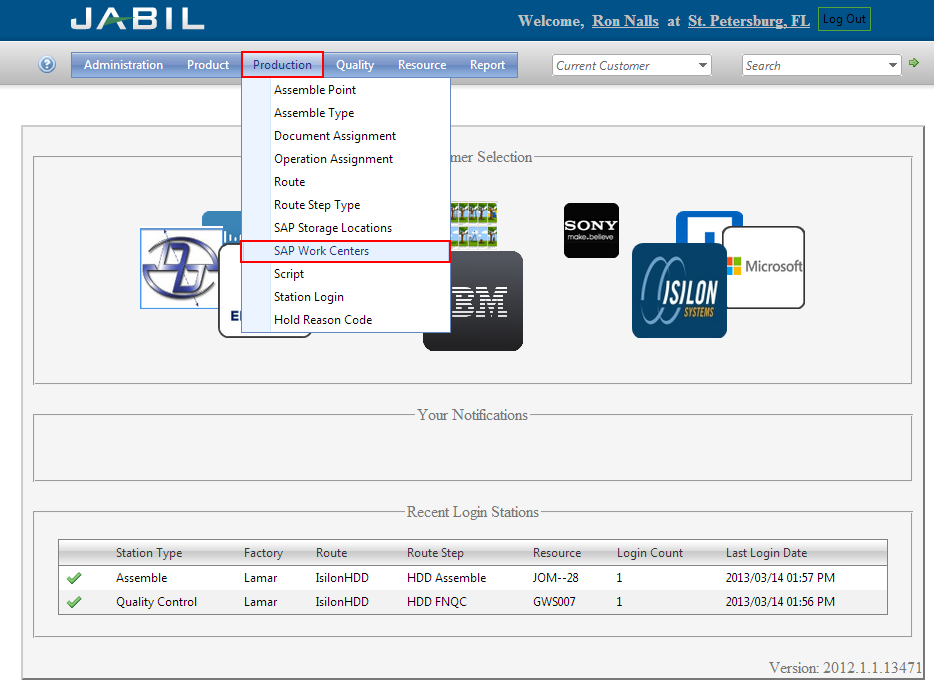 JABIL
Welcome, Ron Nalls at St. Petersburg, FL Log Out
Administration Product Production Quality Resource Report Current Customer Search
Assemble Point
Assemble Type
Document Assignment
Operation Assignment
Route
Route Step Type
SAP Storage Locations
SAP Work Centers
Script
Station Login
Hold Reason Code
Selection
SONY
make.believe
Microsoft
ISILON
SYSTEMS
BM
Your Notifications
Recent Login Stations
Station Type Factory Route Route Step Resource Login Count Last Login Date
Assemble Lamar IsilonHDD HDD Assemble JOM--28 1 2013/03/14 01:57 PM
Quality Control Lamar IsilonHDD HDD FNQC GWS007 1 2013/03/14 01:56 PM
Version: 2012.1.1.13471